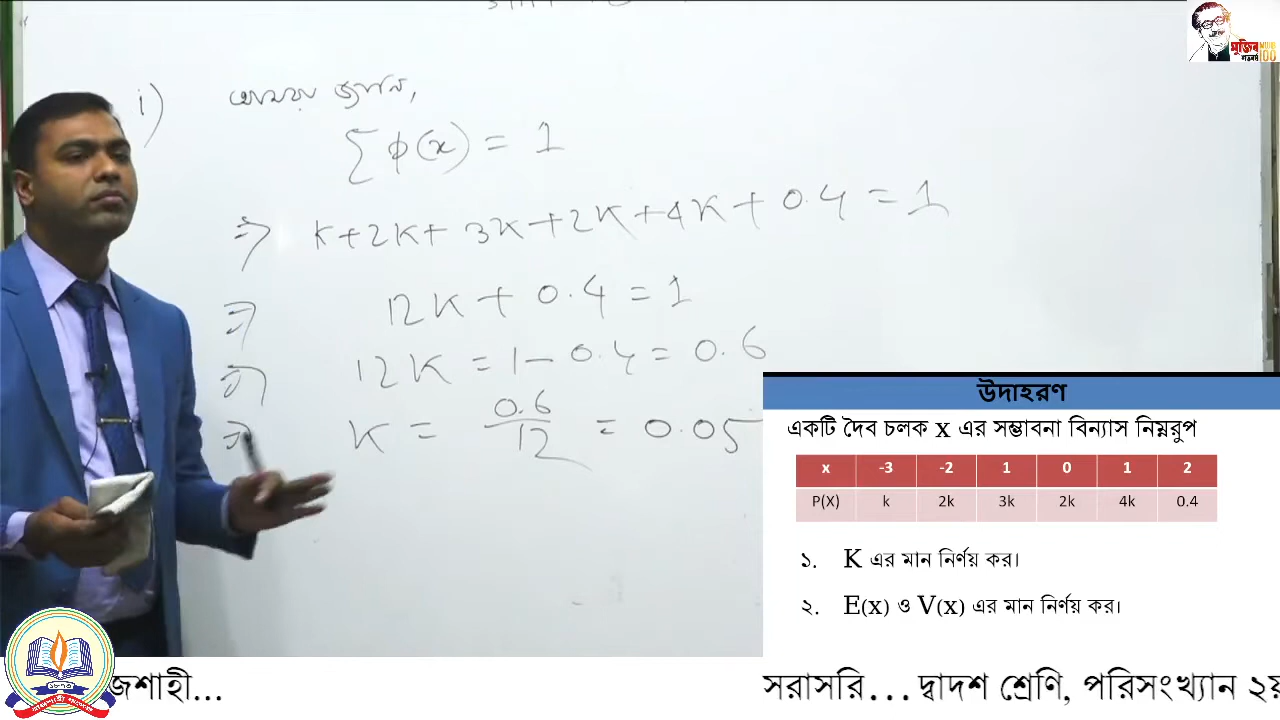 মুজিব
শতবর্ষ
100
i) আমরা জানি,
Σ p(x) = 1
⇒ k+2k+ 3k+2k+4k+0.4 = 1
⇒ 12k + 0.4 = 1
⇒ 12k = 1 - 0.4 = 0.6
⇒ k = 0.6/12 = 0.05
উদাহরণ
একটি দৈব চলক x এর সম্ভাবনা বিন্যাস নিম্নরুপ
x -3 -2 1 0 1 2
P(X) k 2k 3k 2k 4k 0.4
১. K এর মান নির্ণয় কর।
২. E(x) ও V(x) এর মান নির্ণয় কর।
জশাহী... সরাসরি... দ্বাদশ শ্রেণি, পরিসংখ্যান ২য়